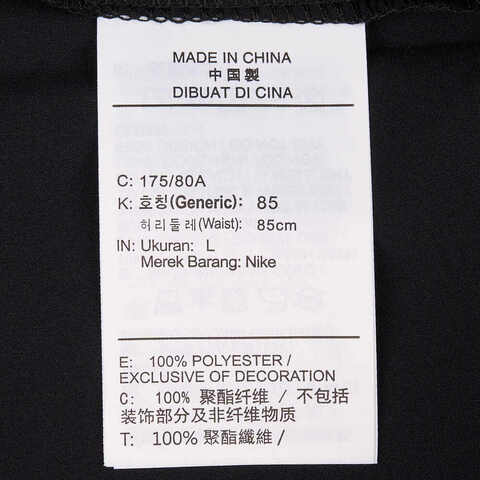 MADE IN CHINA
中国製
DIBUAT DI CINA
C: 175/80A
K: 호칭(Generic): 85
허리둘레(Waist): 85cm
IN: Ukuran: L
Merek Barang: Nike
E: 100% POLYESTER /
EXCLUSIVE OF DECORATION
C: 100% 聚酯纤维 / 不包括
装饰部分及非纤维物质
T: 100% 聚酯纖維 /